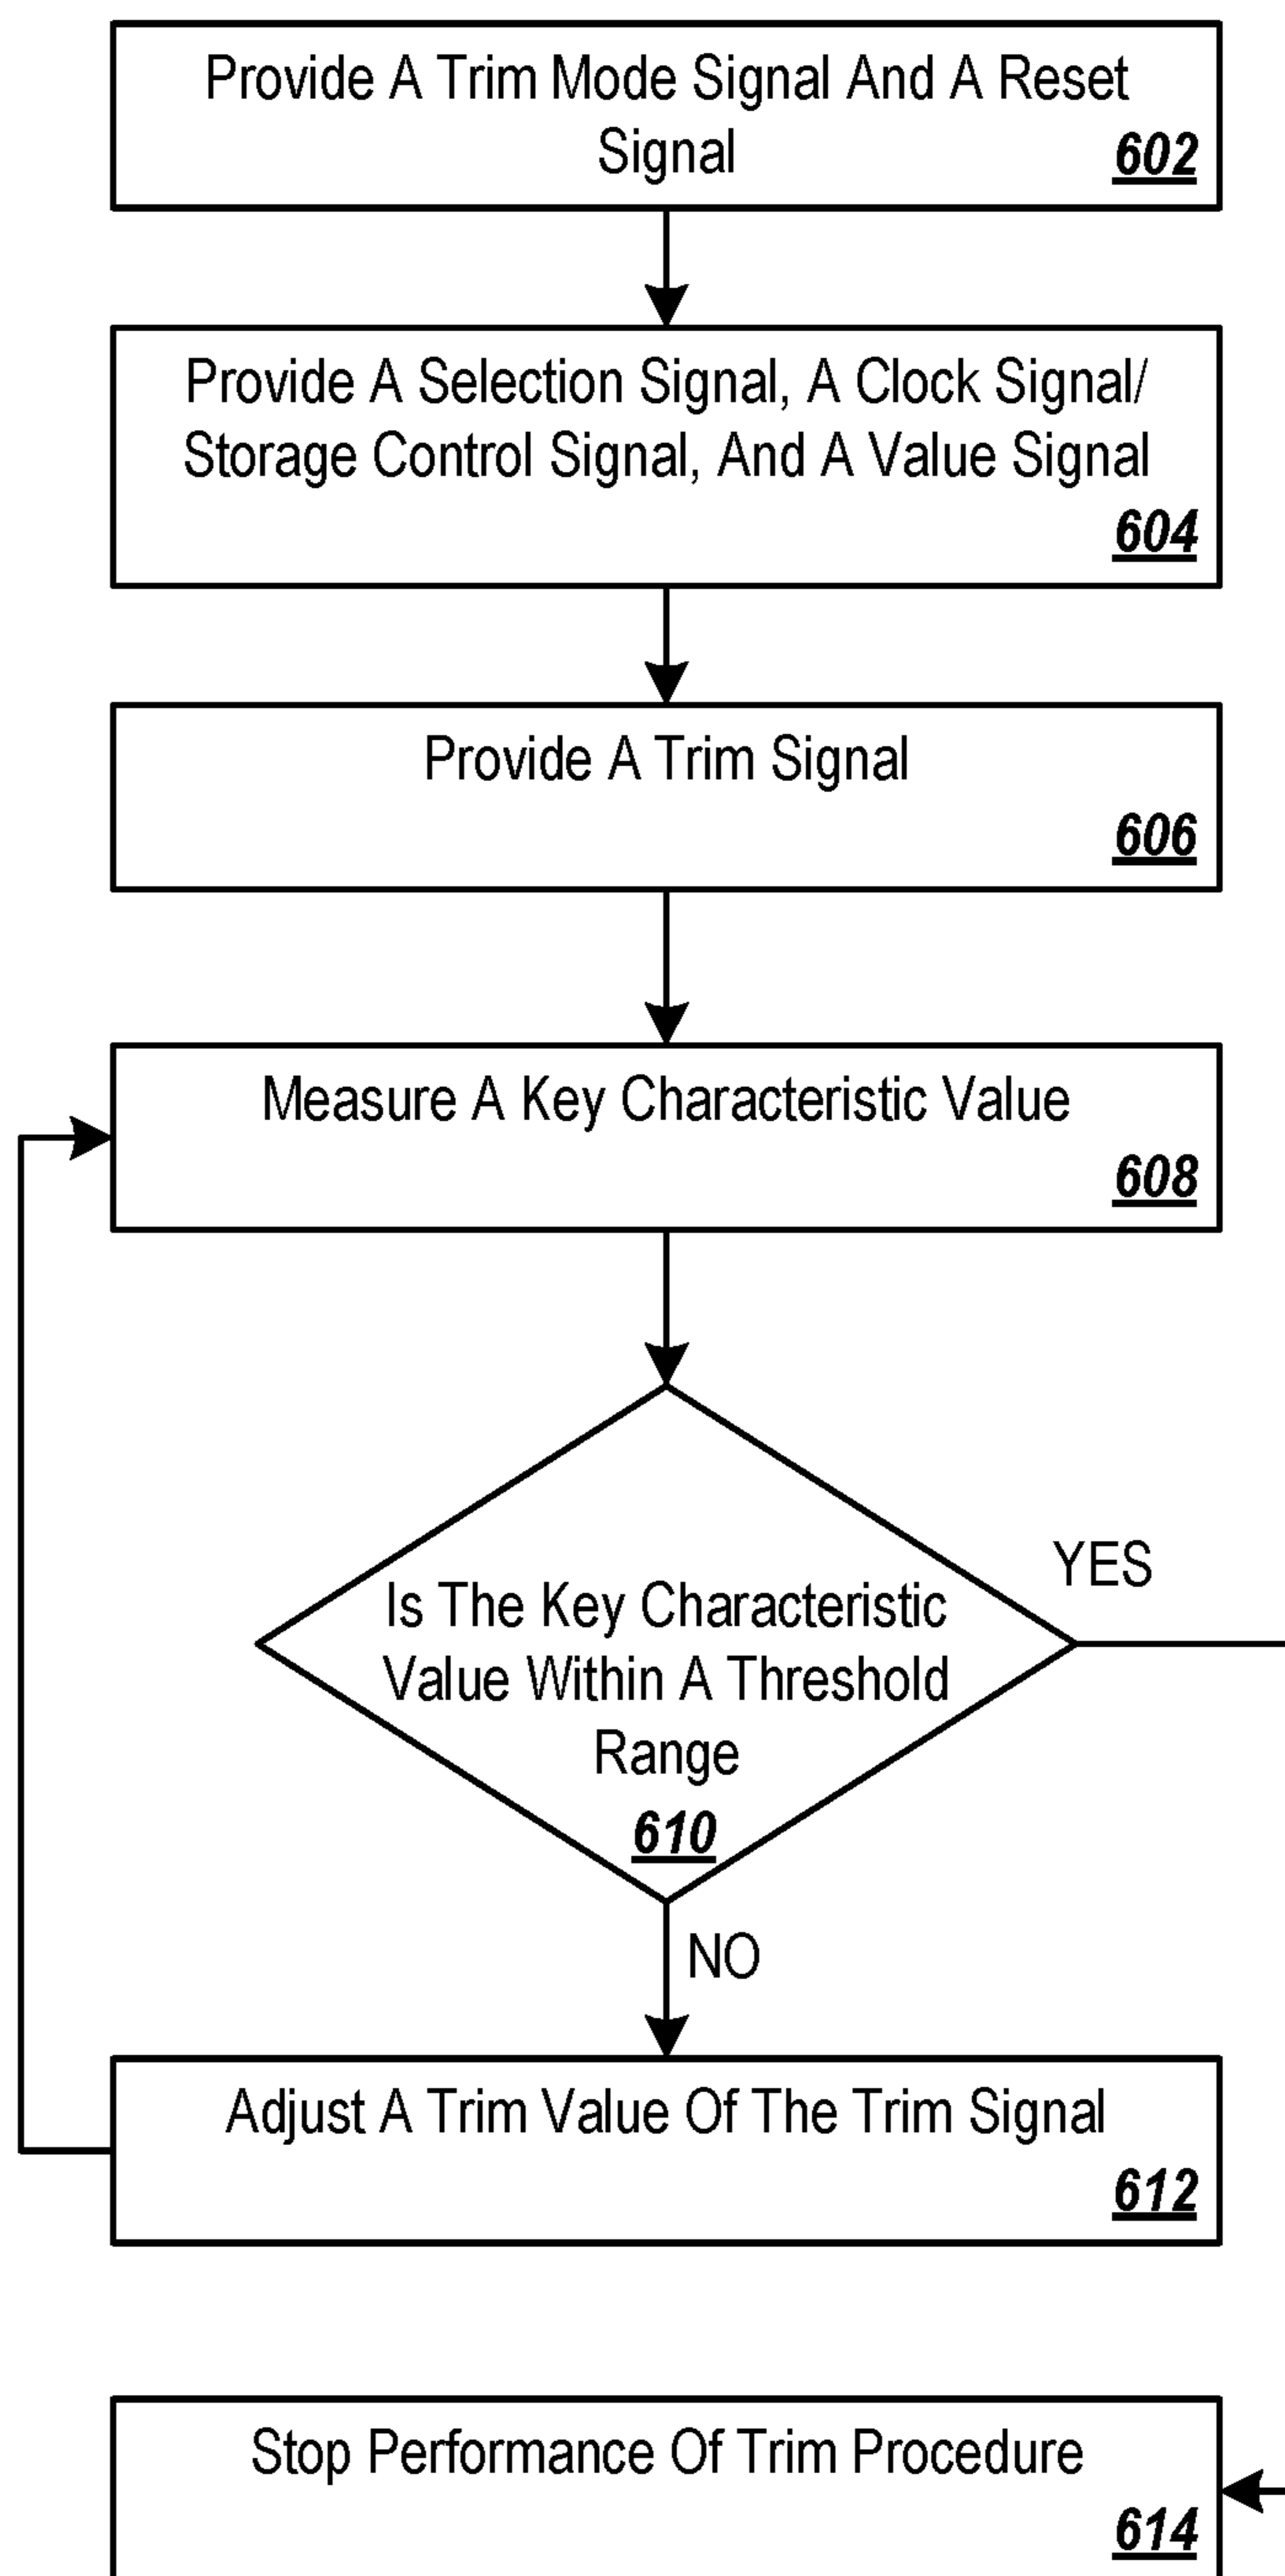 Provide A Trim Mode Signal And A Reset
Signal
602
Provide A Selection Signal, A Clock Signal/
Storage Control Signal, And A Value Signal
604
Provide A Trim Signal
606
Measure A Key Characteristic Value
608
Is The Key Characteristic
Value Within A Threshold
Range
610
YES
NO
Adjust A Trim Value Of The Trim Signal
612
Stop Performance Of Trim Procedure
614